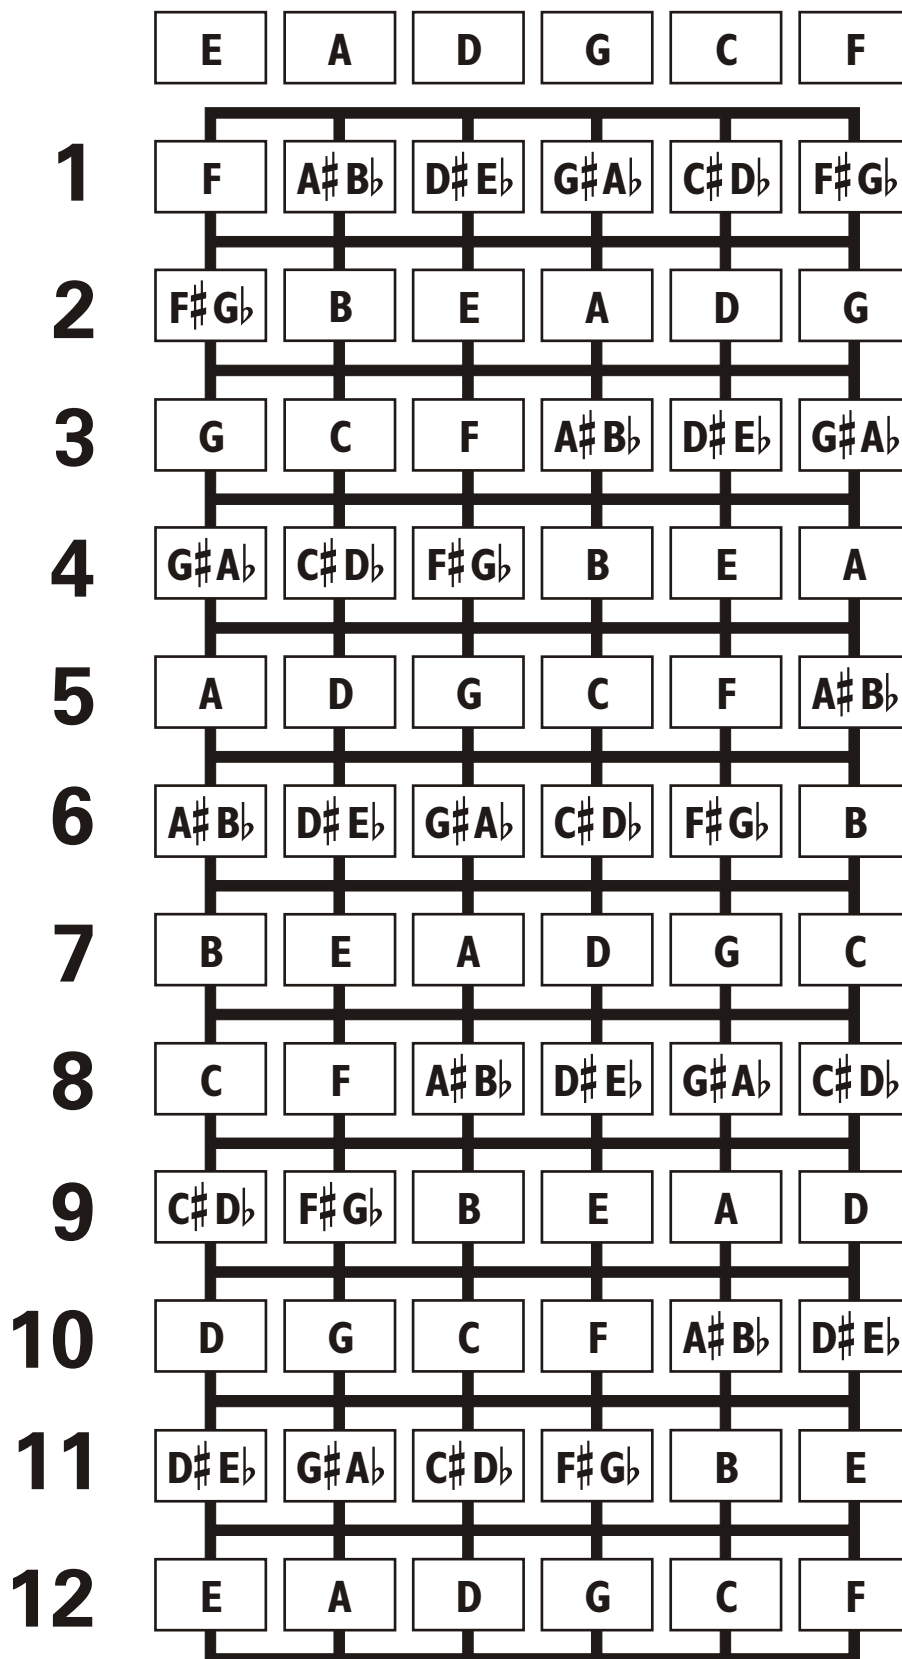 E A D G C F
1 F A♯B♭ D♯E♭ G♯A♭ C♯D♭ F♯G♭
2 F♯G♭ B E A D G
3 G C F A♯B♭ D♯E♭ G♯A♭
4 G♯A♭ C♯D♭ F♯G♭ B E A
5 A D G C F A♯B♭
6 A♯B♭ D♯E♭ G♯A♭ C♯D♭ F♯G♭ B
7 B E A D G C
8 C F A♯B♭ D♯E♭ G♯A♭ C♯D♭
9 C♯D♭ F♯G♭ B E A D
10 D G C F A♯B♭ D♯E♭
11 D♯E♭ G♯A♭ C♯D♭ F♯G♭ B E
12 E A D G C F